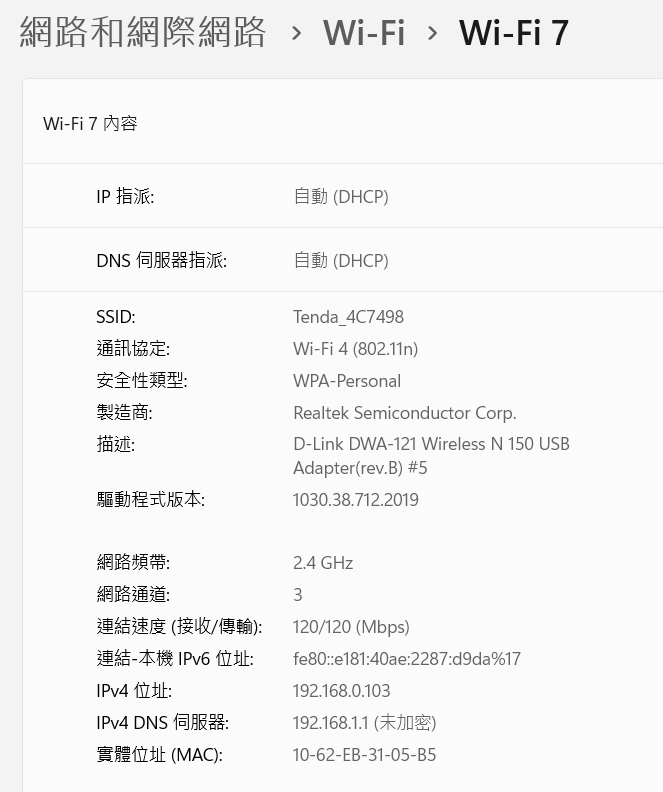 網路和網際網路 › Wi-Fi › Wi-Fi 7
Wi-Fi 7 內容
IP 指派: 自動 (DHCP)
DNS 伺服器指派: 自動 (DHCP)
SSID: Tenda_4C7498
通訊協定: Wi-Fi 4 (802.11n)
安全性類型: WPA-Personal
製造商: Realtek Semiconductor Corp.
描述: D-Link DWA-121 Wireless N 150 USB
Adapter(rev.B) #5
驅動程式版本: 1030.38.712.2019
網路頻帶: 2.4 GHz
網路通道: 3
連結速度 (接收/傳輸): 120/120 (Mbps)
連結-本機 IPv6 位址: fe80::e181:40ae:2287:d9da%17
IPv4 位址: 192.168.0.103
IPv4 DNS 伺服器: 192.168.1.1 (未加密)
實體位址 (MAC): 10-62-EB-31-05-B5